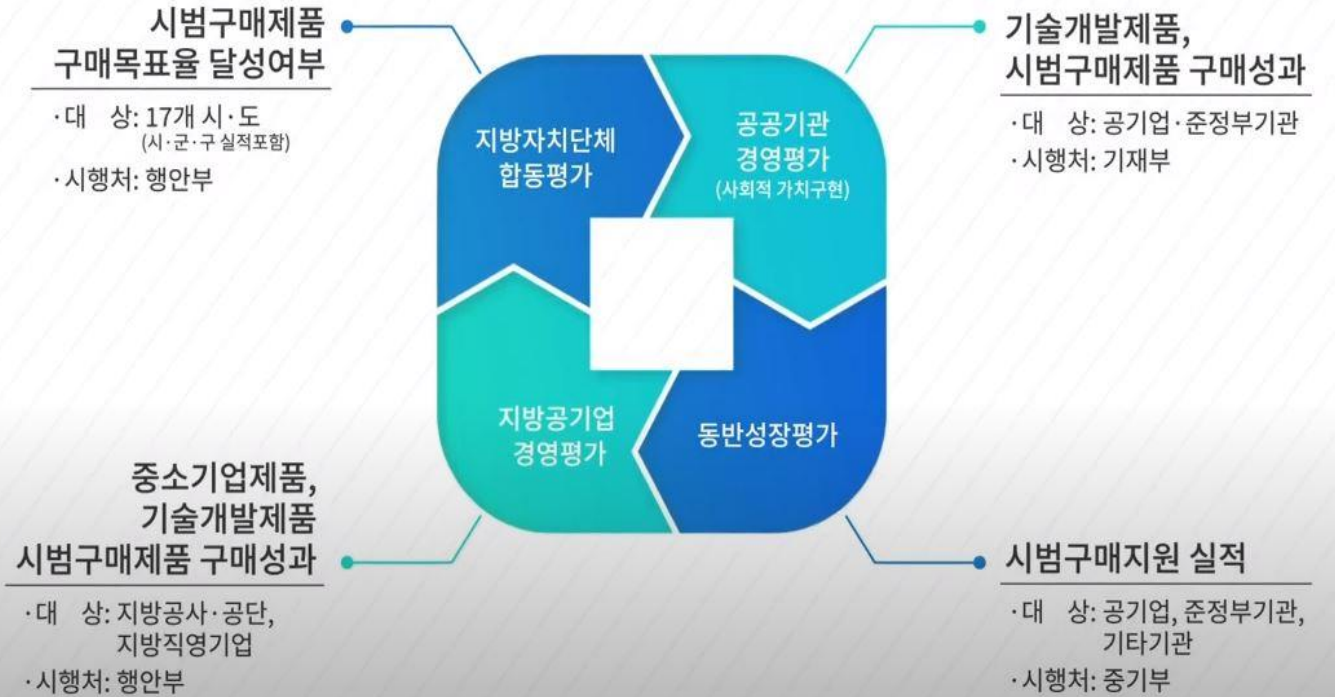 시범구매제품
구매목표율 달성여부
·대 상: 17개 시·도
(시·군·구 실적포함)
·시행처: 행안부
지방자치단체
합동평가
공공기관
경영평가
(사회적 가치구현)
기술개발제품,
시범구매제품 구매성과
·대 상: 공기업·준정부기관
·시행처: 기재부
중소기업제품,
기술개발제품
시범구매제품 구매성과
·대 상: 지방공사·공단,
지방직영기업
·시행처: 행안부
지방공기업
경영평가
동반성장평가
시범구매지원 실적
·대 상: 공기업, 준정부기관,
기타기관
·시행처: 중기부